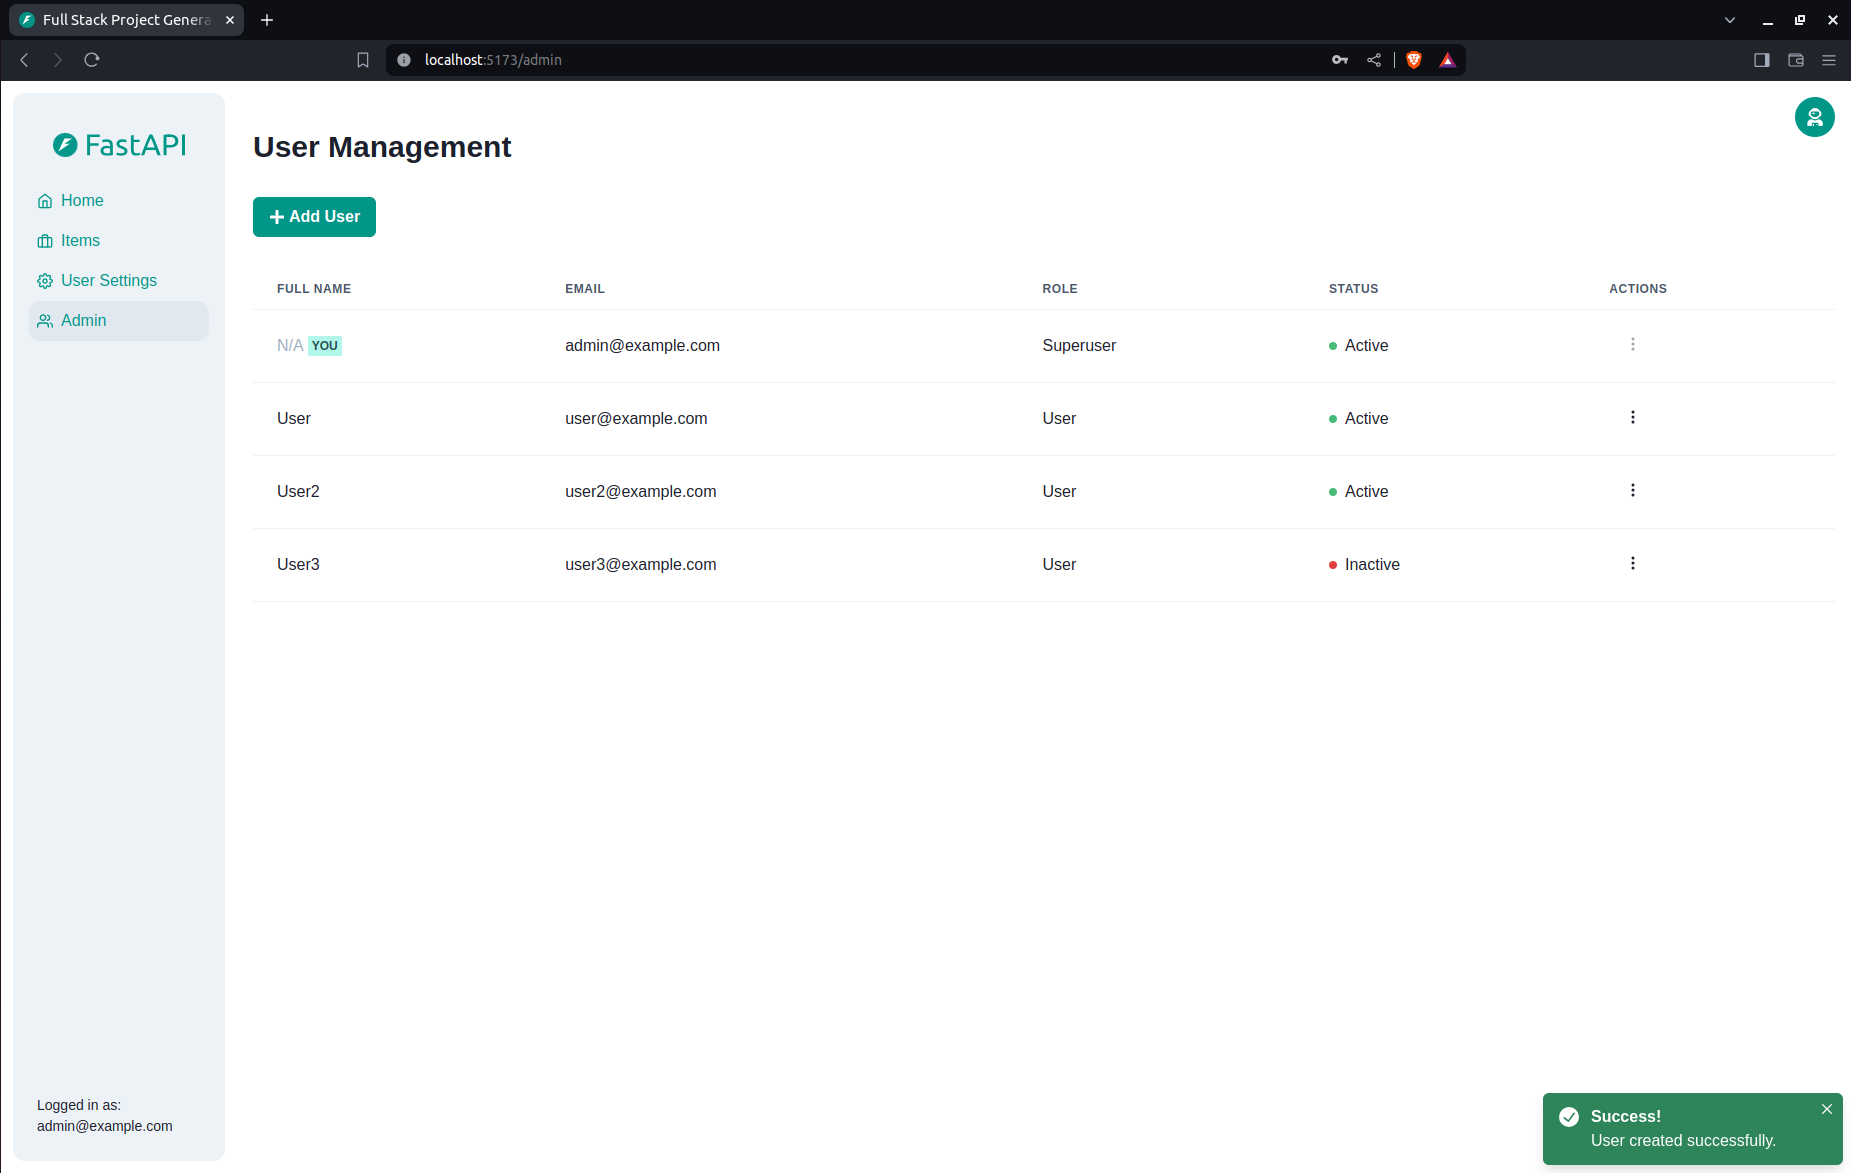 Full Stack Project Genera
localhost:5173/admin
FastAPI
Home
Items
User Settings
Admin
User Management
Add User
FULL NAME EMAIL ROLE STATUS ACTIONS
N/A YOU admin@example.com Superuser Active
User user@example.com User Active
User2 user2@example.com User Active
User3 user3@example.com User Inactive
Logged in as:
admin@example.com
Success!
User created successfully.